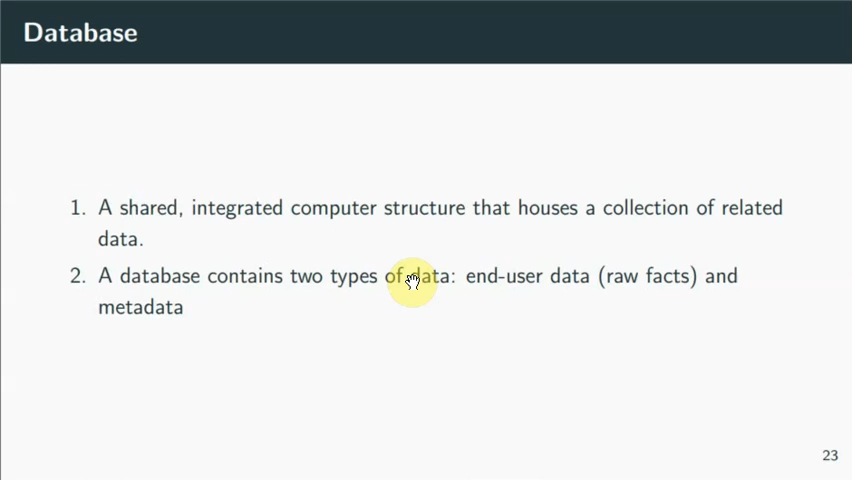 Database
1. A shared, integrated computer structure that houses a collection of related
data.
2. A database contains two types of data: end-user data (raw facts) and
metadata
23